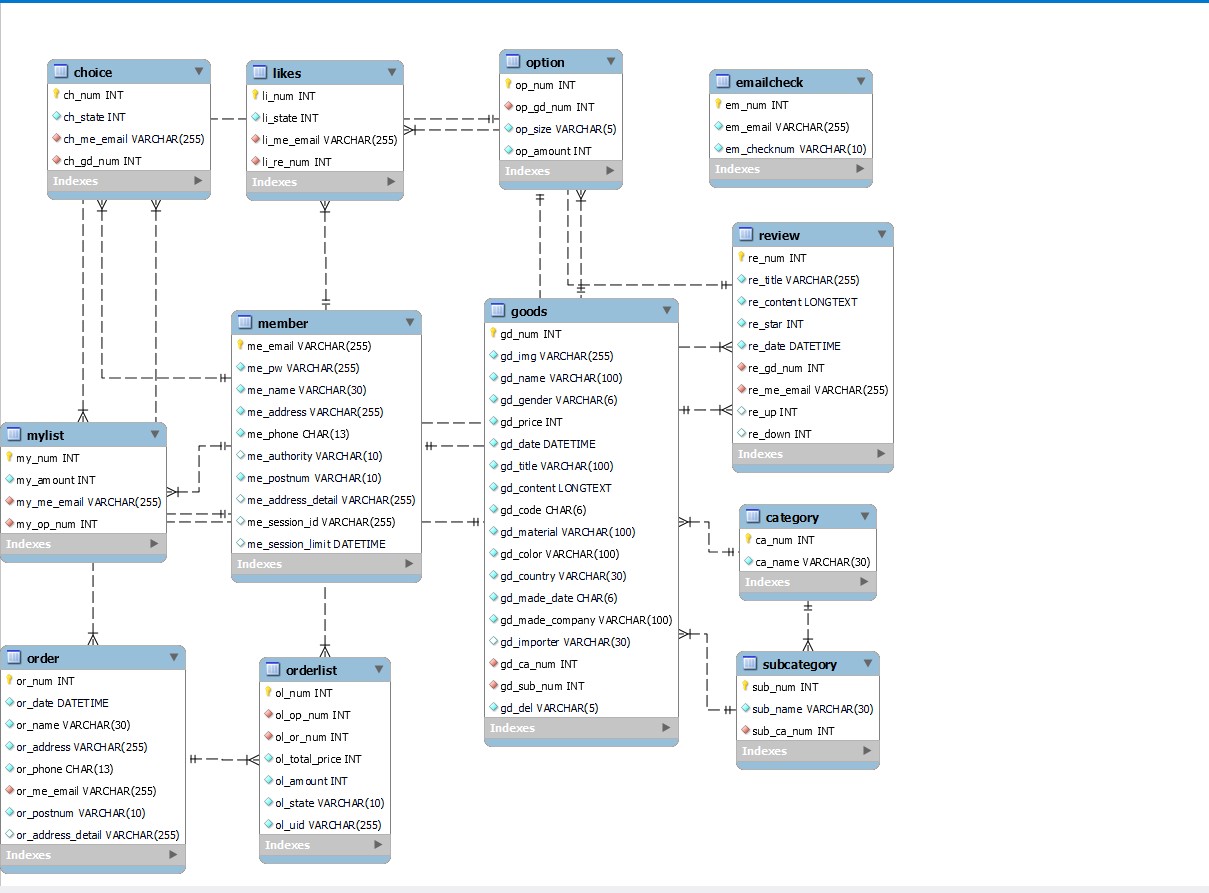 choice
ch_num INT
ch_state INT
ch_me_email VARCHAR(255)
ch_gd_num INT
Indexes
likes
li_num INT
li_state INT
li_me_email VARCHAR(255)
li_re_num INT
Indexes
option
op_num INT
op_gd_num INT
op_size VARCHAR(5)
op_amount INT
Indexes
emailcheck
em_num INT
em_email VARCHAR(255)
em_checknum VARCHAR(10)
Indexes
review
re_num INT
re_title VARCHAR(255)
re_content LONGTEXT
re_star INT
re_date DATETIME
re_gd_num INT
re_me_email VARCHAR(255)
re_up INT
re_down INT
Indexes
member
me_email VARCHAR(255)
me_pw VARCHAR(255)
me_name VARCHAR(30)
me_address VARCHAR(255)
me_phone CHAR(13)
me_authority VARCHAR(10)
me_postnum VARCHAR(10)
me_address_detail VARCHAR(255)
me_session_id VARCHAR(255)
me_session_limit DATETIME
Indexes
goods
gd_num INT
gd_img VARCHAR(255)
gd_name VARCHAR(100)
gd_gender VARCHAR(6)
gd_price INT
gd_date DATETIME
gd_title VARCHAR(100)
gd_content LONGTEXT
gd_code CHAR(6)
gd_material VARCHAR(100)
gd_color VARCHAR(100)
gd_country VARCHAR(30)
gd_made_date CHAR(6)
gd_made_company VARCHAR(100)
gd_importer VARCHAR(30)
gd_ca_num INT
gd_sub_num INT
gd_del VARCHAR(5)
Indexes
mylist
my_num INT
my_amount INT
my_me_email VARCHAR(255)
my_op_num INT
Indexes
category
ca_num INT
ca_name VARCHAR(30)
Indexes
order
or_num INT
or_date DATETIME
or_name VARCHAR(30)
or_address VARCHAR(255)
or_phone CHAR(13)
or_me_email VARCHAR(255)
or_postnum VARCHAR(10)
or_address_detail VARCHAR(255)
Indexes
orderlist
ol_num INT
ol_op_num INT
ol_or_num INT
ol_total_price INT
ol_amount INT
ol_state VARCHAR(10)
ol_uid VARCHAR(255)
Indexes
subcategory
sub_num INT
sub_name VARCHAR(30)
sub_ca_num INT
Indexes